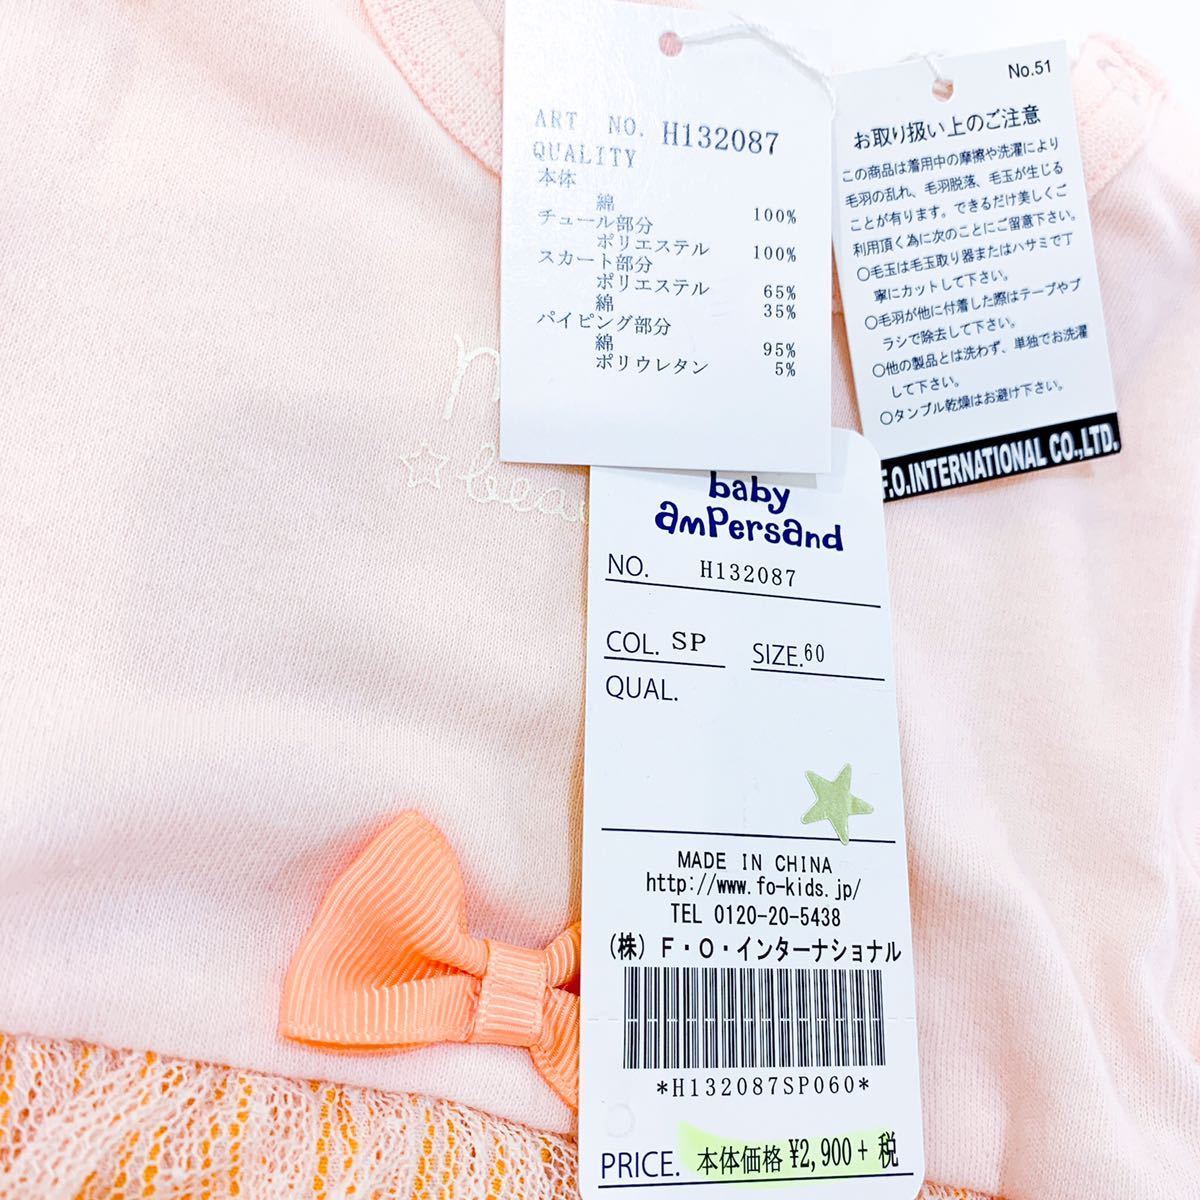 ART NO. H132087
QUALITY
本体
綿 100%
チュール部分
ポリエステル 100%
スカート部分
ポリエステル 65%
綿 35%
パイピング部分
綿 95%
ポリウレタン 5%
No.51
お取り扱い上のご注意
この商品は着用中の摩擦や洗濯により
毛羽の乱れ、毛羽脱落、毛玉が生じる
ことが有ります。できるだけ美しくご
利用頂く為に次のことにご留意下さい。
○毛玉は毛玉取り器またはハサミで丁
寧にカットして下さい。
○毛羽が他に付着した際はテープやブ
ラシで除去して下さい。
○他の製品とは洗わず、単独でお洗濯
して下さい。
○タンブル乾燥はお避け下さい。
F.O.INTERNATIONAL CO.,LTD.
baby
amPersand
NO. H132087
COL. SP SIZE.60
QUAL.
MADE IN CHINA
http://www.fo-kids.jp/
TEL 0120-20-5438
(株) F・O・インターナショナル
*H132087SP060*
PRICE. 本体価格 ¥2,900+ 税